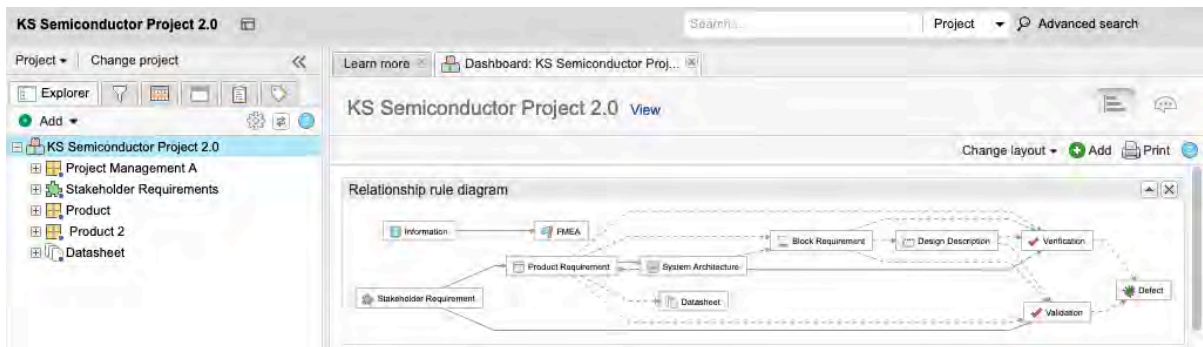 KS Semiconductor Project 2.0
Search... Project Advanced search
Project Change project
Learn more Dashboard: KS Semiconductor Proj...
Explorer
Add
KS Semiconductor Project 2.0
Project Management A
Stakeholder Requirements
Product
Product 2
Datasheet
KS Semiconductor Project 2.0 View
Change layout Add Print
Relationship rule diagram
Information
FMEA
Block Requirement
Design Description
Verification
Product Requirement
System Architecture
Defect
Stakeholder Requirement
Datasheet
Validation